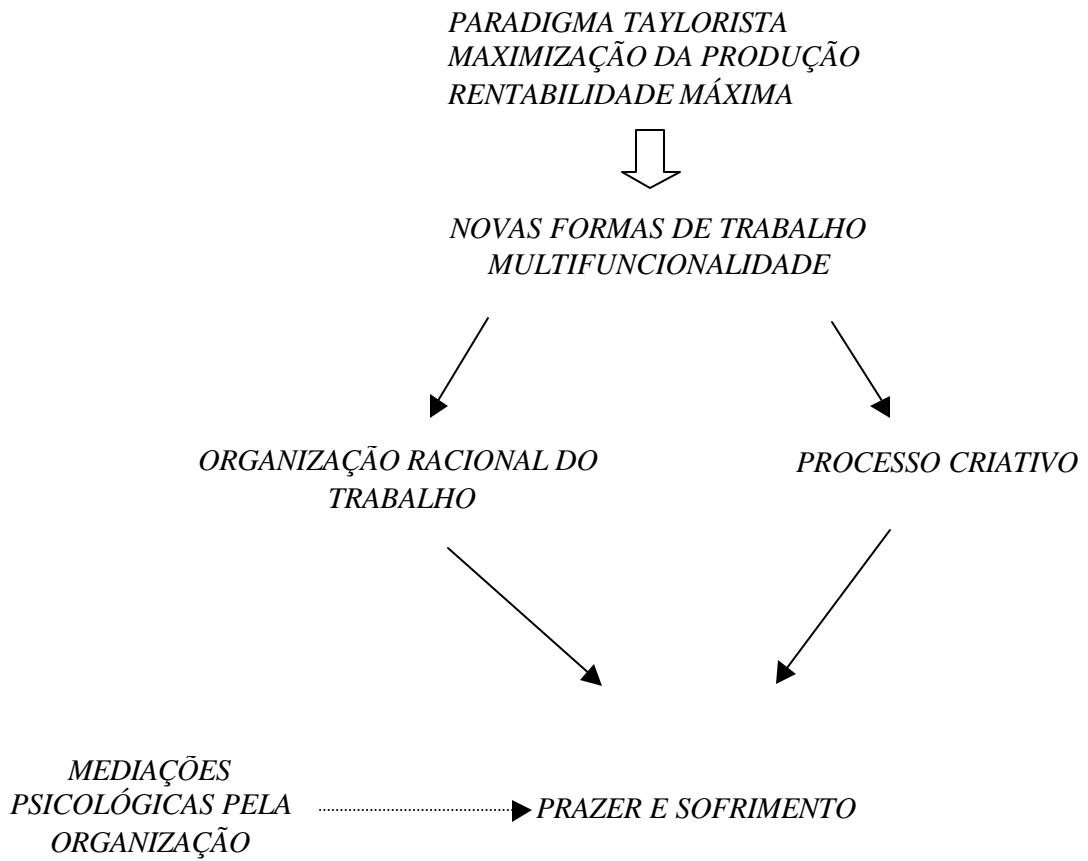 PARADIGMA TAYLORISTA
MAXIMIZAÇÃO DA PRODUÇÃO
RENTABILIDADE MÁXIMA
NOVAS FORMAS DE TRABALHO
MULTIFUNCIONALIDADE
ORGANIZAÇÃO RACIONAL DO
TRABALHO
PROCESSO CRIATIVO
MEDIAÇÕES
PSICOLÓGICAS PELA
ORGANIZAÇÃO
PRAZER E SOFRIMENTO